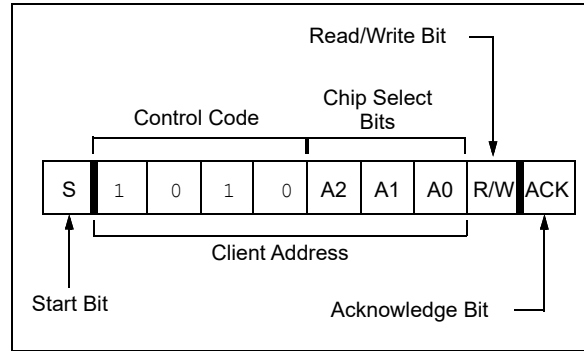 Read/Write Bit
Chip Select
Bits
Control Code
S 1 0 1 0 A2 A1 A0 R/W ACK
Client Address
Start Bit
Acknowledge Bit